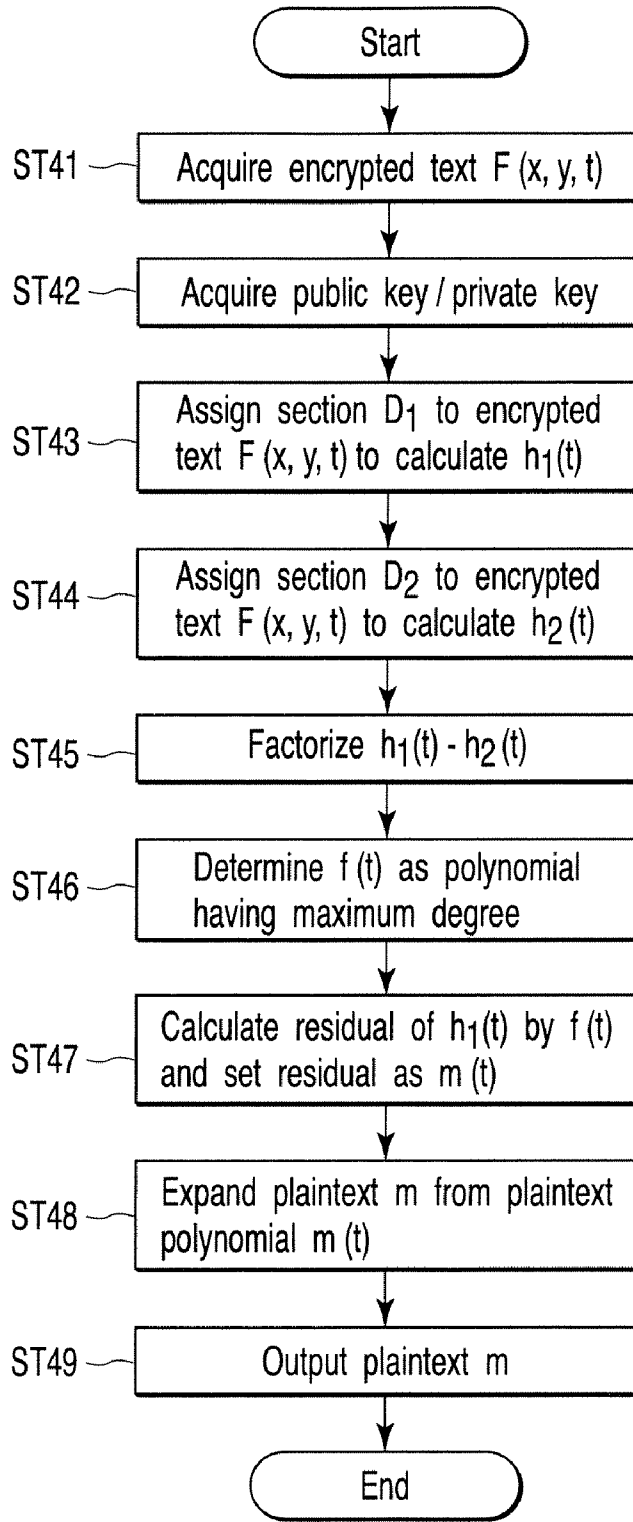 Start
ST41
Acquire encrypted text F (x, y, t)
ST42
Acquire public key / private key
ST43
Assign section D1 to encrypted
text F (x, y, t) to calculate h1(t)
ST44
Assign section D2 to encrypted
text F (x, y, t) to calculate h2(t)
ST45
Factorize h1(t) - h2(t)
ST46
Determine f (t) as polynomial
having maximum degree
ST47
Calculate residual of h1(t) by f (t)
and set residual as m (t)
ST48
Expand plaintext m from plaintext
polynomial m (t)
ST49
Output plaintext m
End